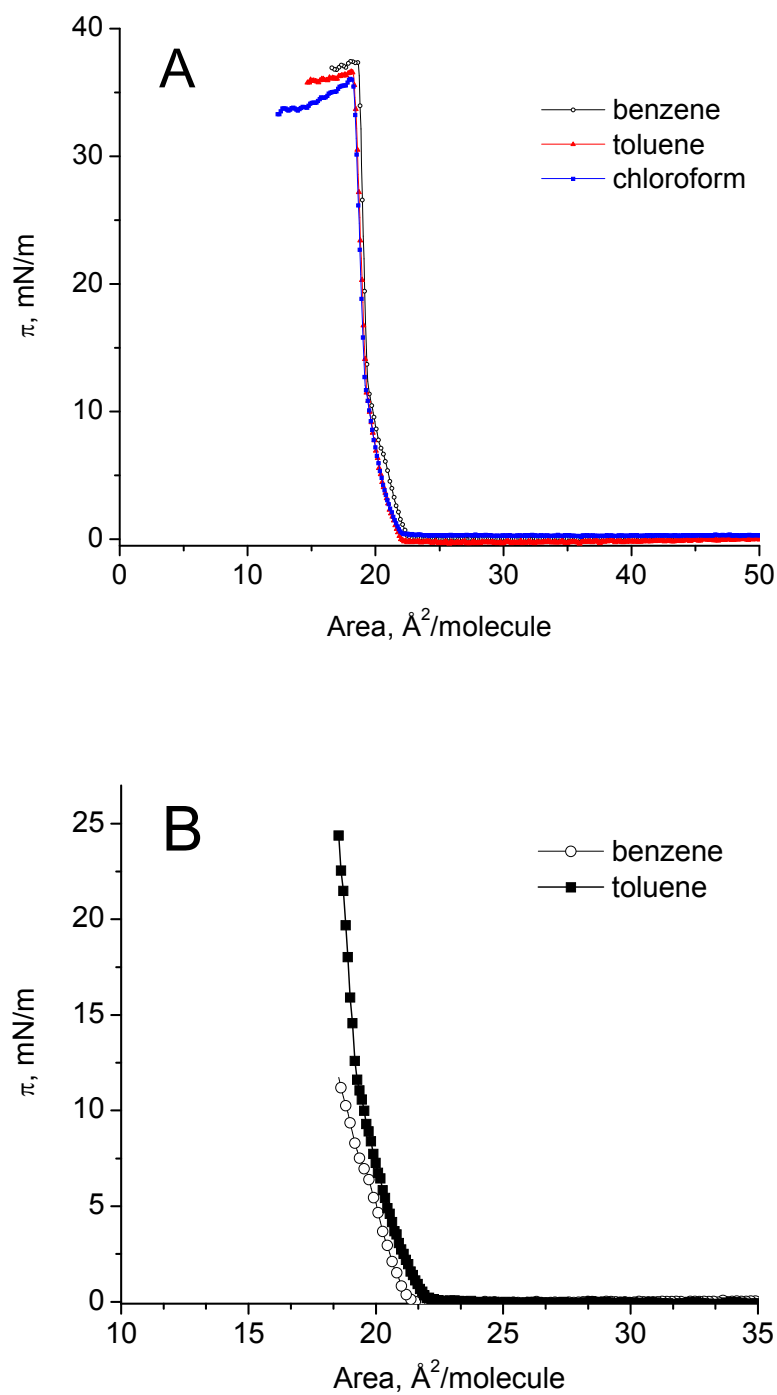 A
benzene
toluene
chloroform
40
30
20
10
0
π, mN/m
0 10 20 30 40 50
Area, Å²/molecule
B
benzene
toluene
25
20
15
10
5
0
π, mN/m
10 15 20 25 30 35
Area, Å²/molecule